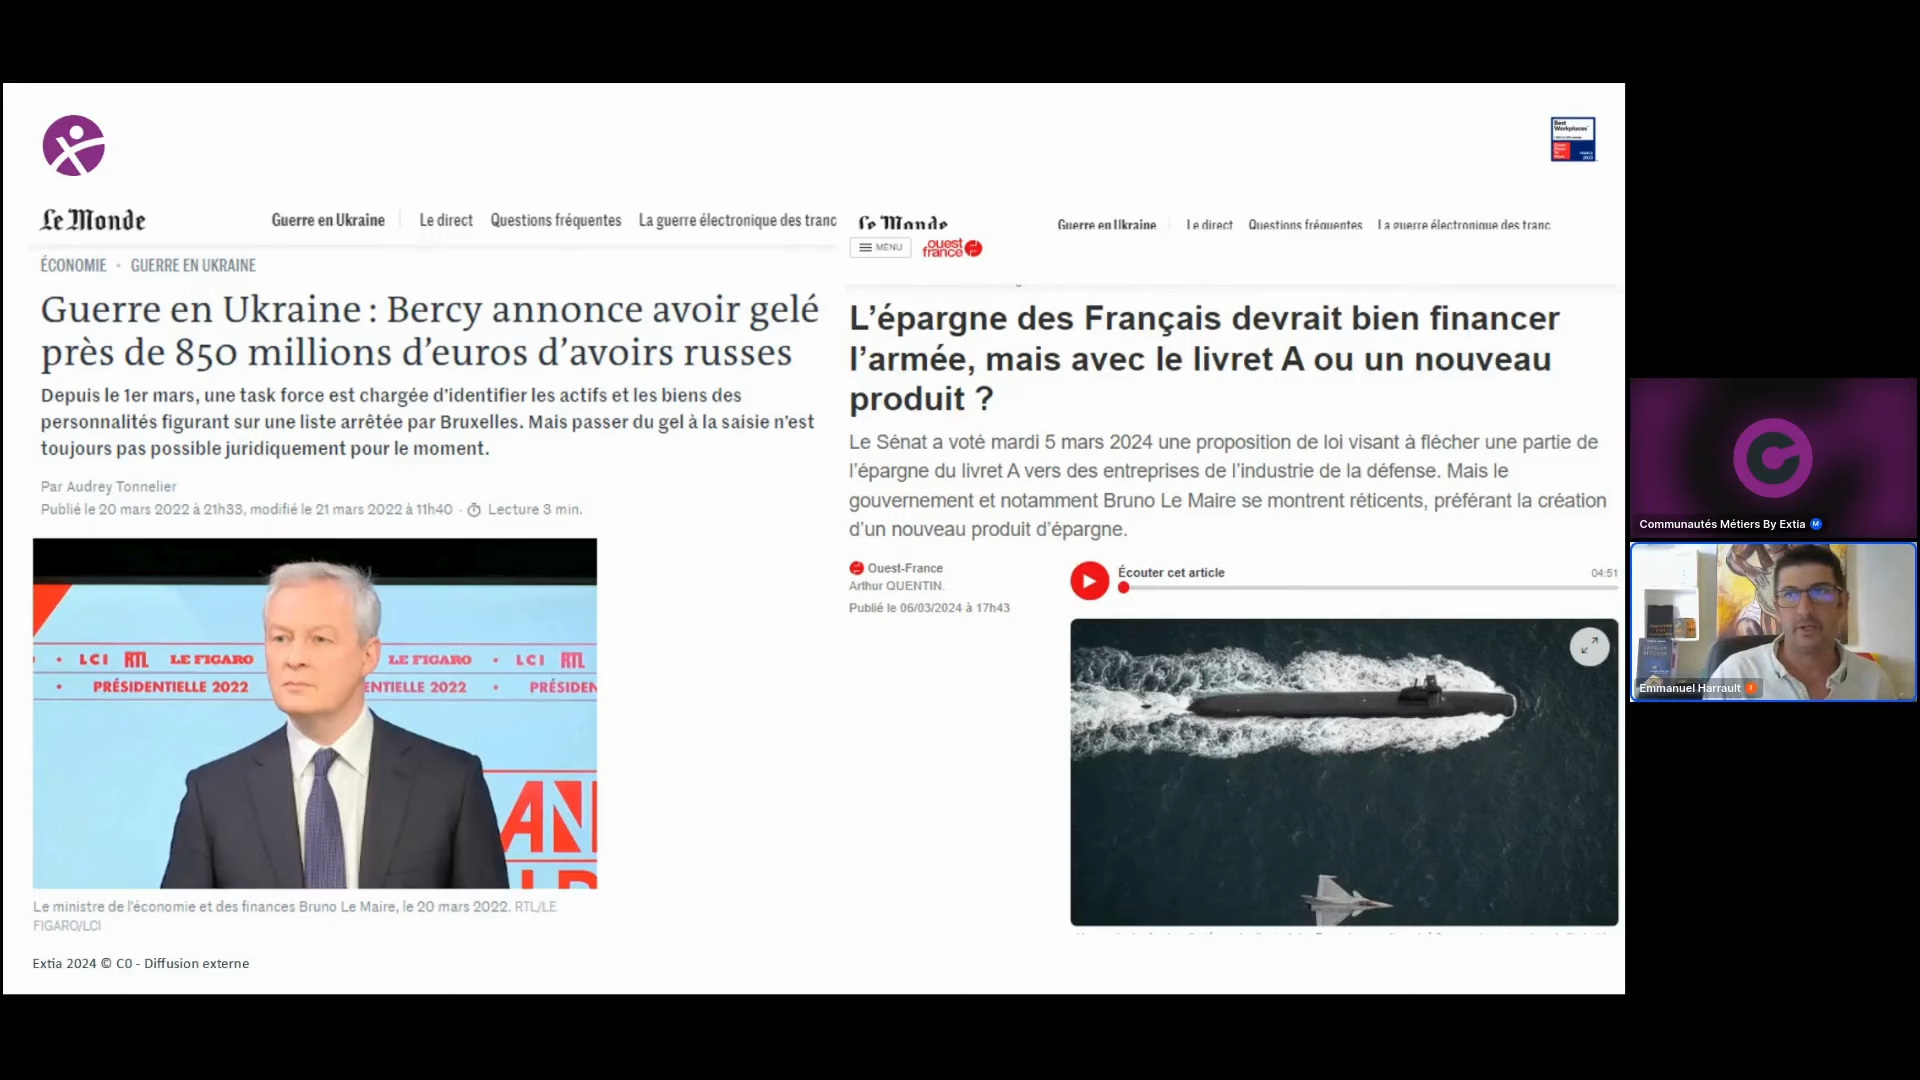 Best
Workplaces
Le Monde
Guerre en Ukraine
Le direct
Questions fréquentes
La guerre électronique des tranc
ÉCONOMIE • GUERRE EN UKRAINE
Guerre en Ukraine : Bercy annonce avoir gelé
près de 850 millions d’euros d’avoirs russes
Depuis le 1er mars, une task force est chargée d’identifier les actifs et les biens des
personnalités figurant sur une liste arrêtée par Bruxelles. Mais passer du gel à la saisie n’est
toujours pas possible juridiquement pour le moment.
Par Audrey Tonnelier
Publié le 20 mars 2022 à 21h33, modifié le 21 mars 2022 à 11h40 · Lecture 3 min.
• LCI RTL LE FIGARO LE FIGARO • LCI RTL
• PRÉSIDENTIELLE 2022 ENTIELLE 2022 • PRÉSIDEN
Le ministre de l’économie et des finances Bruno Le Maire, le 20 mars 2022. RTL/LE
FIGARO/LCI
Extia 2024 © C0 - Diffusion externe
Le Monde
Guerre en Ukraine
Le direct
Questions fréquentes
La guerre électronique des tranc
MENU
ouest
france
L’épargne des Français devrait bien financer
l’armée, mais avec le livret A ou un nouveau
produit ?
Le Sénat a voté mardi 5 mars 2024 une proposition de loi visant à flécher une partie de
l’épargne du livret A vers des entreprises de l’industrie de la défense. Mais le
gouvernement et notamment Bruno Le Maire se montrent réticents, préférant la création
d’un nouveau produit d’épargne.
Ouest-France
Arthur QUENTIN.
Publié le 06/03/2024 à 17h43
Écouter cet article
04:51
Communautés Métiers By Extia
Emmanuel Harrault